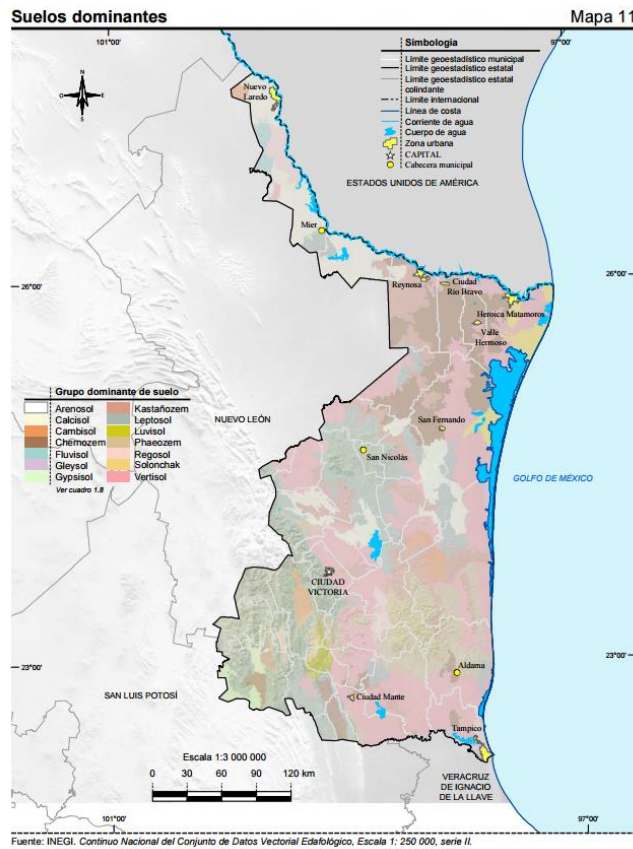 Suelos dominantes
Mapa 11
101°00'
97°00'
Simbología
Límite geoestadístico municipal
Límite geoestadístico estatal
Límite geoestadístico estatal
colindante
Límite internacional
Línea de costa
Corriente de agua
Cuerpo de agua
Zona urbana
CAPITAL
Cabecera municipal
O
E
S
Nuevo
Laredo
ESTADOS UNIDOS DE AMÉRICA
Mier
26°00'
26°00'
Reynosa
Ciudad
Río Bravo
Heroica Matamoros
Valle
Hermoso
Grupo dominante de suelo
Arenosol
Calcisol
Cambisol
Chernozem
Fluvisol
Gleysol
Gypsisol
Kastañozem
Leptosol
Luvisol
Phaeozem
Regosol
Solonchak
Vertisol
Ver cuadro 1.8
NUEVO LEÓN
San Fernando
San Nicolás
GOLFO DE MÉXICO
CIUDAD
VICTORIA
23°00'
23°00'
Aldama
SAN LUIS POTOSÍ
Ciudad Mante
Tampico
Escala 1:3 000 000
0 30 60 90 120 km
VERACRUZ
DE IGNACIO
DE LA LLAVE
101°00'
97°00'
Fuente: INEGI. Continuo Nacional del Conjunto de Datos Vectorial Edafológico, Escala 1: 250 000, serie II.